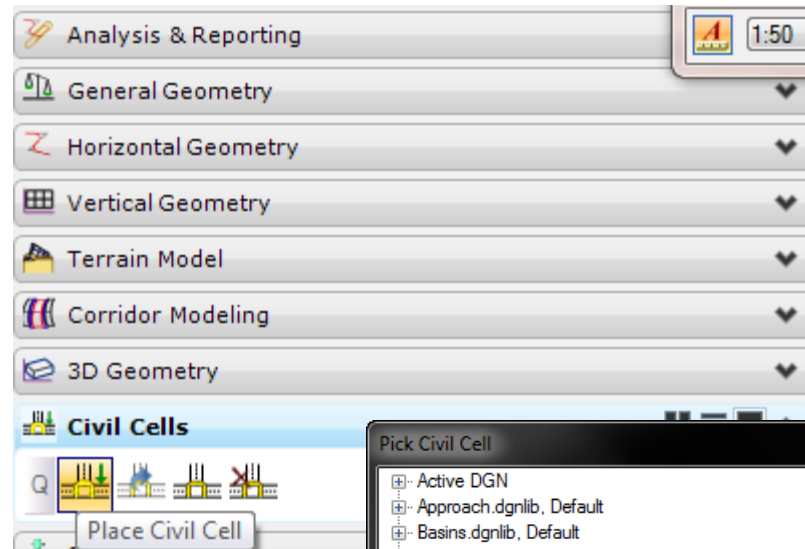 Analysis & Reporting
1:50
General Geometry
Horizontal Geometry
Vertical Geometry
Terrain Model
Corridor Modeling
3D Geometry
Civil Cells
Pick Civil Cell
Q
Active DGN
Approach.dgnlib, Default
Basins.dgnlib, Default
Place Civil Cell